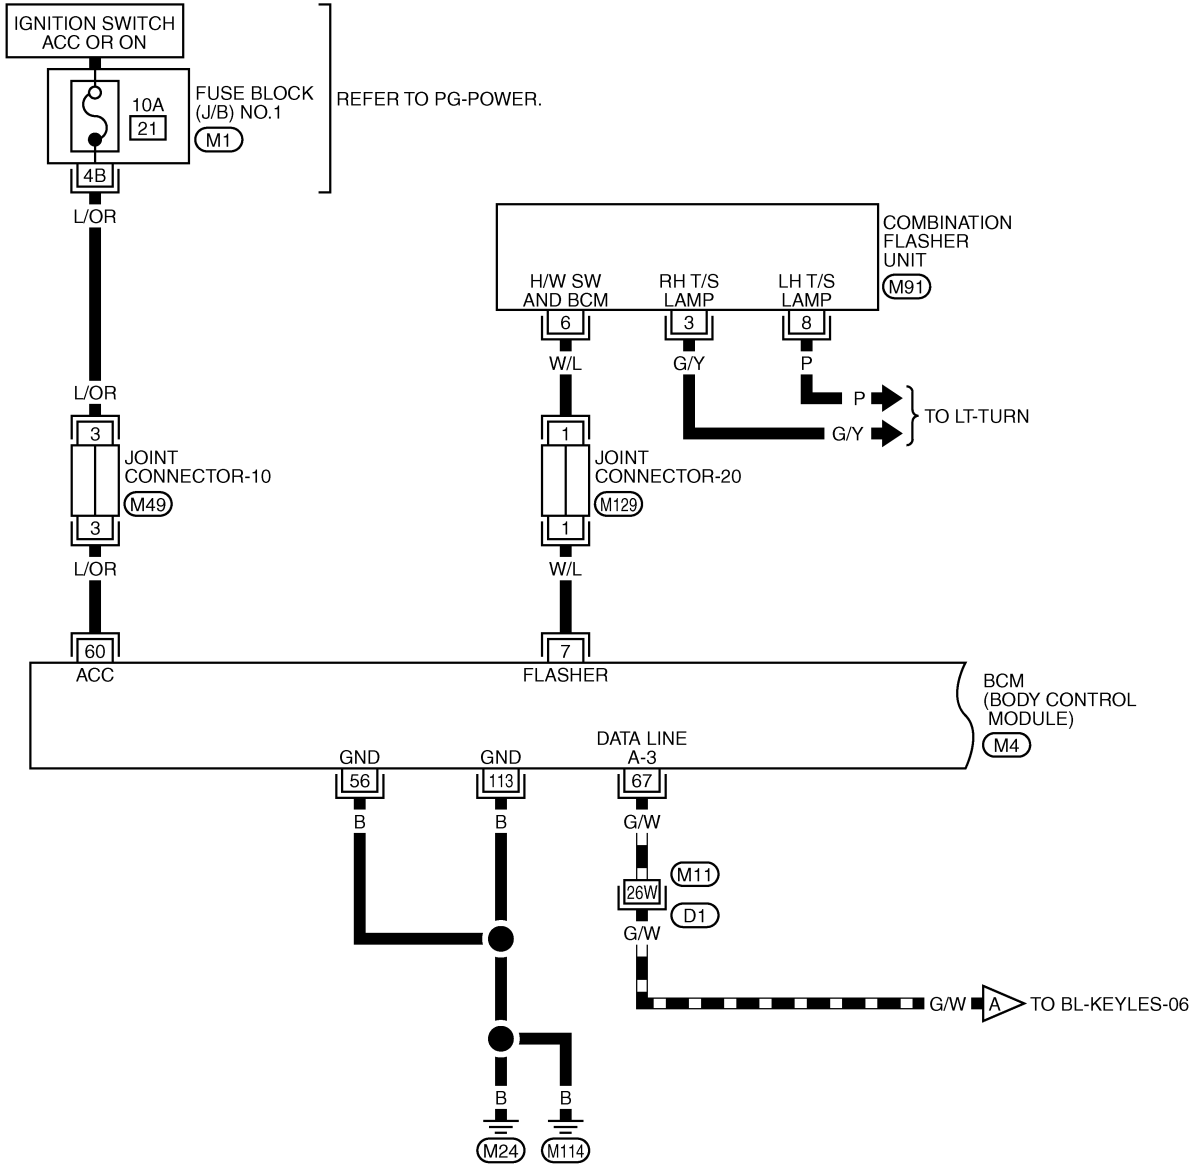 IGNITION SWITCH
ACC OR ON
10A
21
FUSE BLOCK
(J/B) NO.1
M1
REFER TO PG-POWER.
4B
L/OR
COMBINATION
FLASHER
UNIT
M91
H/W SW
AND BCM
RH T/S
LAMP
LH T/S
LAMP
6
3
8
W/L
G/Y
P
P
G/Y
TO LT-TURN
L/OR
3
JOINT
CONNECTOR-10
M49
3
L/OR
1
JOINT
CONNECTOR-20
M129
1
W/L
60
ACC
7
FLASHER
BCM
(BODY CONTROL
MODULE)
M4
GND
GND
DATA LINE
A-3
56
113
67
B
B
G/W
M11
26W
D1
G/W
G/W
A
TO BL-KEYLES-06
B
B
M24
M114